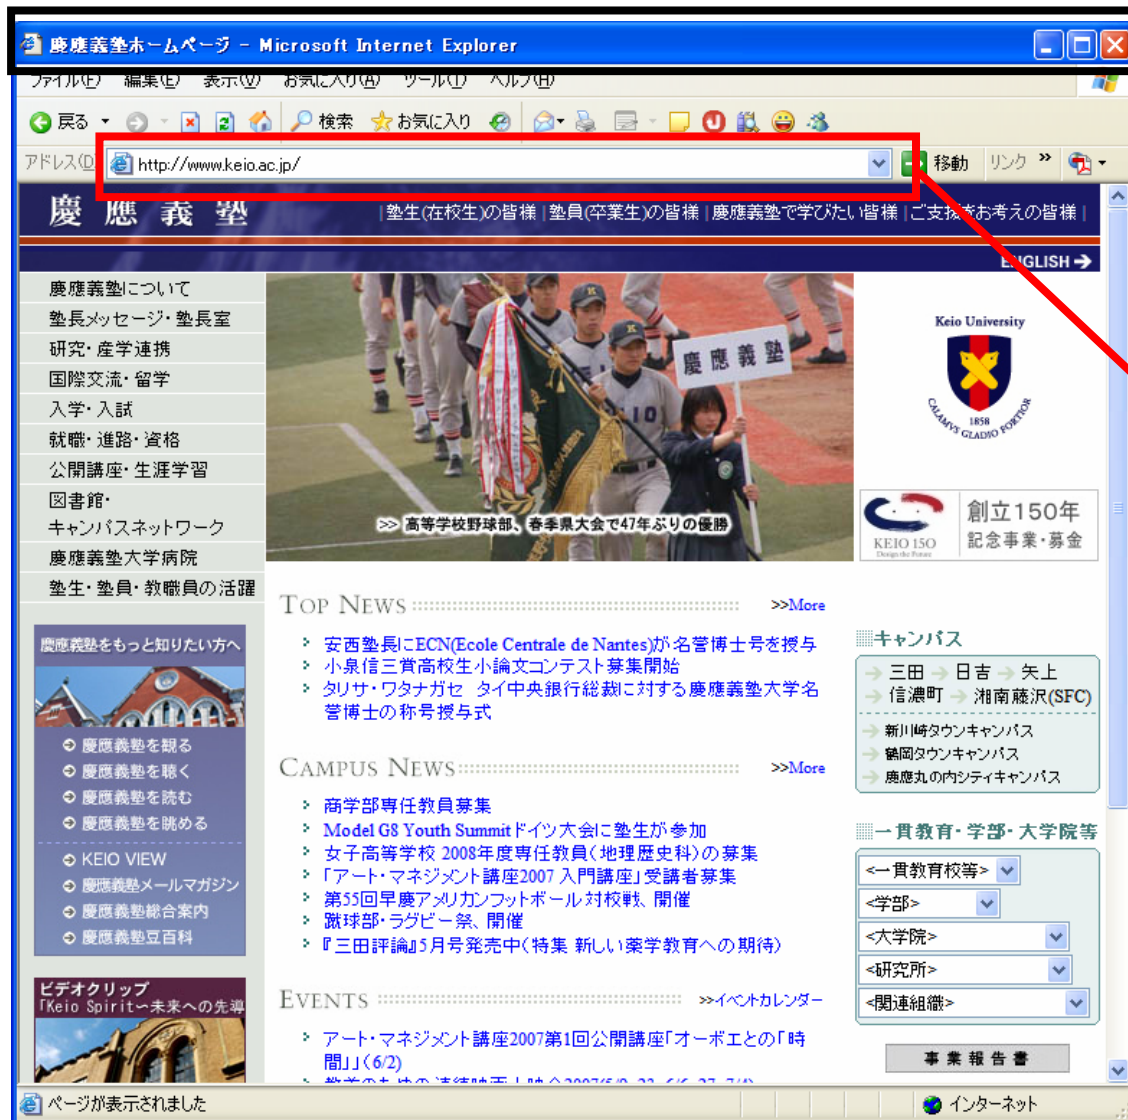 慶應義塾ホームページ - Microsoft Internet Explorer
ファイル(F) 編集(E) 表示(V) お気に入り(A) ツール(T) ヘルプ(H)
戻る 検索 お気に入り
アドレス(D) http://www.keio.ac.jp/ 移動 リンク »
慶應義塾
|塾生(在校生)の皆様|塾員(卒業生)の皆様|慶應義塾で学びたい皆様|ご支援をお考えの皆様|
ENGLISH
慶應義塾について
塾長メッセージ・塾長室
研究・産学連携
国際交流・留学
入学・入試
就職・進路・資格
公開講座・生涯学習
図書館・
キャンパスネットワーク
慶應義塾大学病院
塾生・塾員・教職員の活躍
慶應義塾をもっと知りたい方へ
慶應義塾を観る
慶應義塾を聴く
慶應義塾を読む
慶應義塾を眺める
KEIO VIEW
慶應義塾メールマガジン
慶應義塾総合案内
慶應義塾豆百科
ビデオクリップ
「Keio Spirit〜未来への先導
慶應義塾
>> 高等学校野球部、春季県大会で47年ぶりの優勝
TOP NEWS >>More
安西塾長にECN(Ecole Centrale de Nantes)が名誉博士号を授与
小泉信三賞高校生小論文コンテスト募集開始
タリサ・ワタナガセ タイ中央銀行総裁に対する慶應義塾大学名
誉博士の称号授与式
CAMPUS NEWS >>More
商学部専任教員募集
Model G8 Youth Summitドイツ大会に塾生が参加
女子高等学校 2008年度専任教員(地理歴史科)の募集
「アート・マネジメント講座2007 入門講座」受講者募集
第55回早慶アメリカンフットボール対校戦、開催
蹴球部・ラグビー祭、開催
『三田評論』5月号発売中(特集 新しい薬学教育への期待)
EVENTS >>イベントカレンダー
アート・マネジメント講座2007第1回公開講座「オーボエとの「時
間」」(6/2)
Keio University
1858
CALAMVS GLADIO FORTIOR
KEIO 150
Design the Future
創立150年
記念事業・募金
キャンパス
三田 日吉 矢上
信濃町 湘南藤沢(SFC)
新川崎タウンキャンパス
鶴岡タウンキャンパス
慶應丸の内シティキャンパス
一貫教育・学部・大学院等
<一貫教育校等>
<学部>
<大学院>
<研究所>
<関連組織>
事業報告書
ページが表示されました インターネット